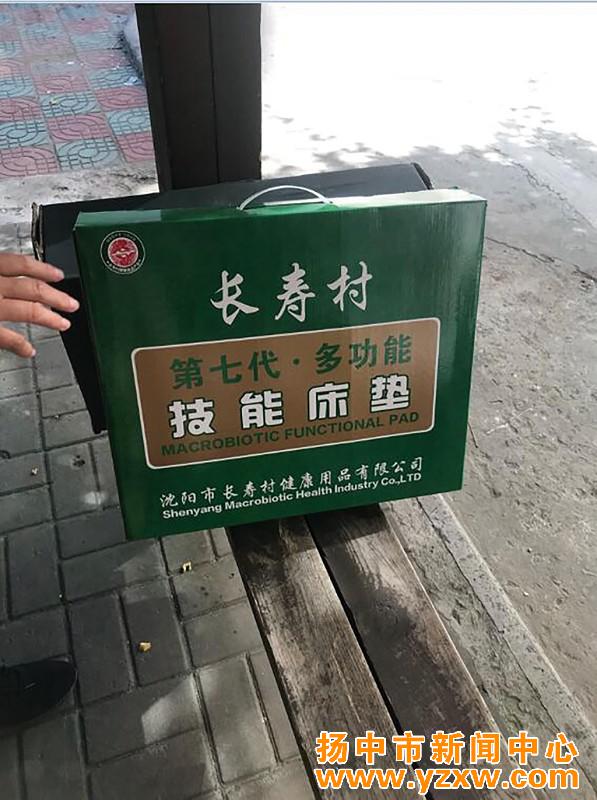 长寿村
第七代·多功能
技能床垫
MACROBIOTIC FUNCTIONAL PAD
沈阳市长寿村健康用品有限公司
Shenyang Macrobiotic Health Industry Co.,LTD
扬中市新闻中心
www.yzxw.com